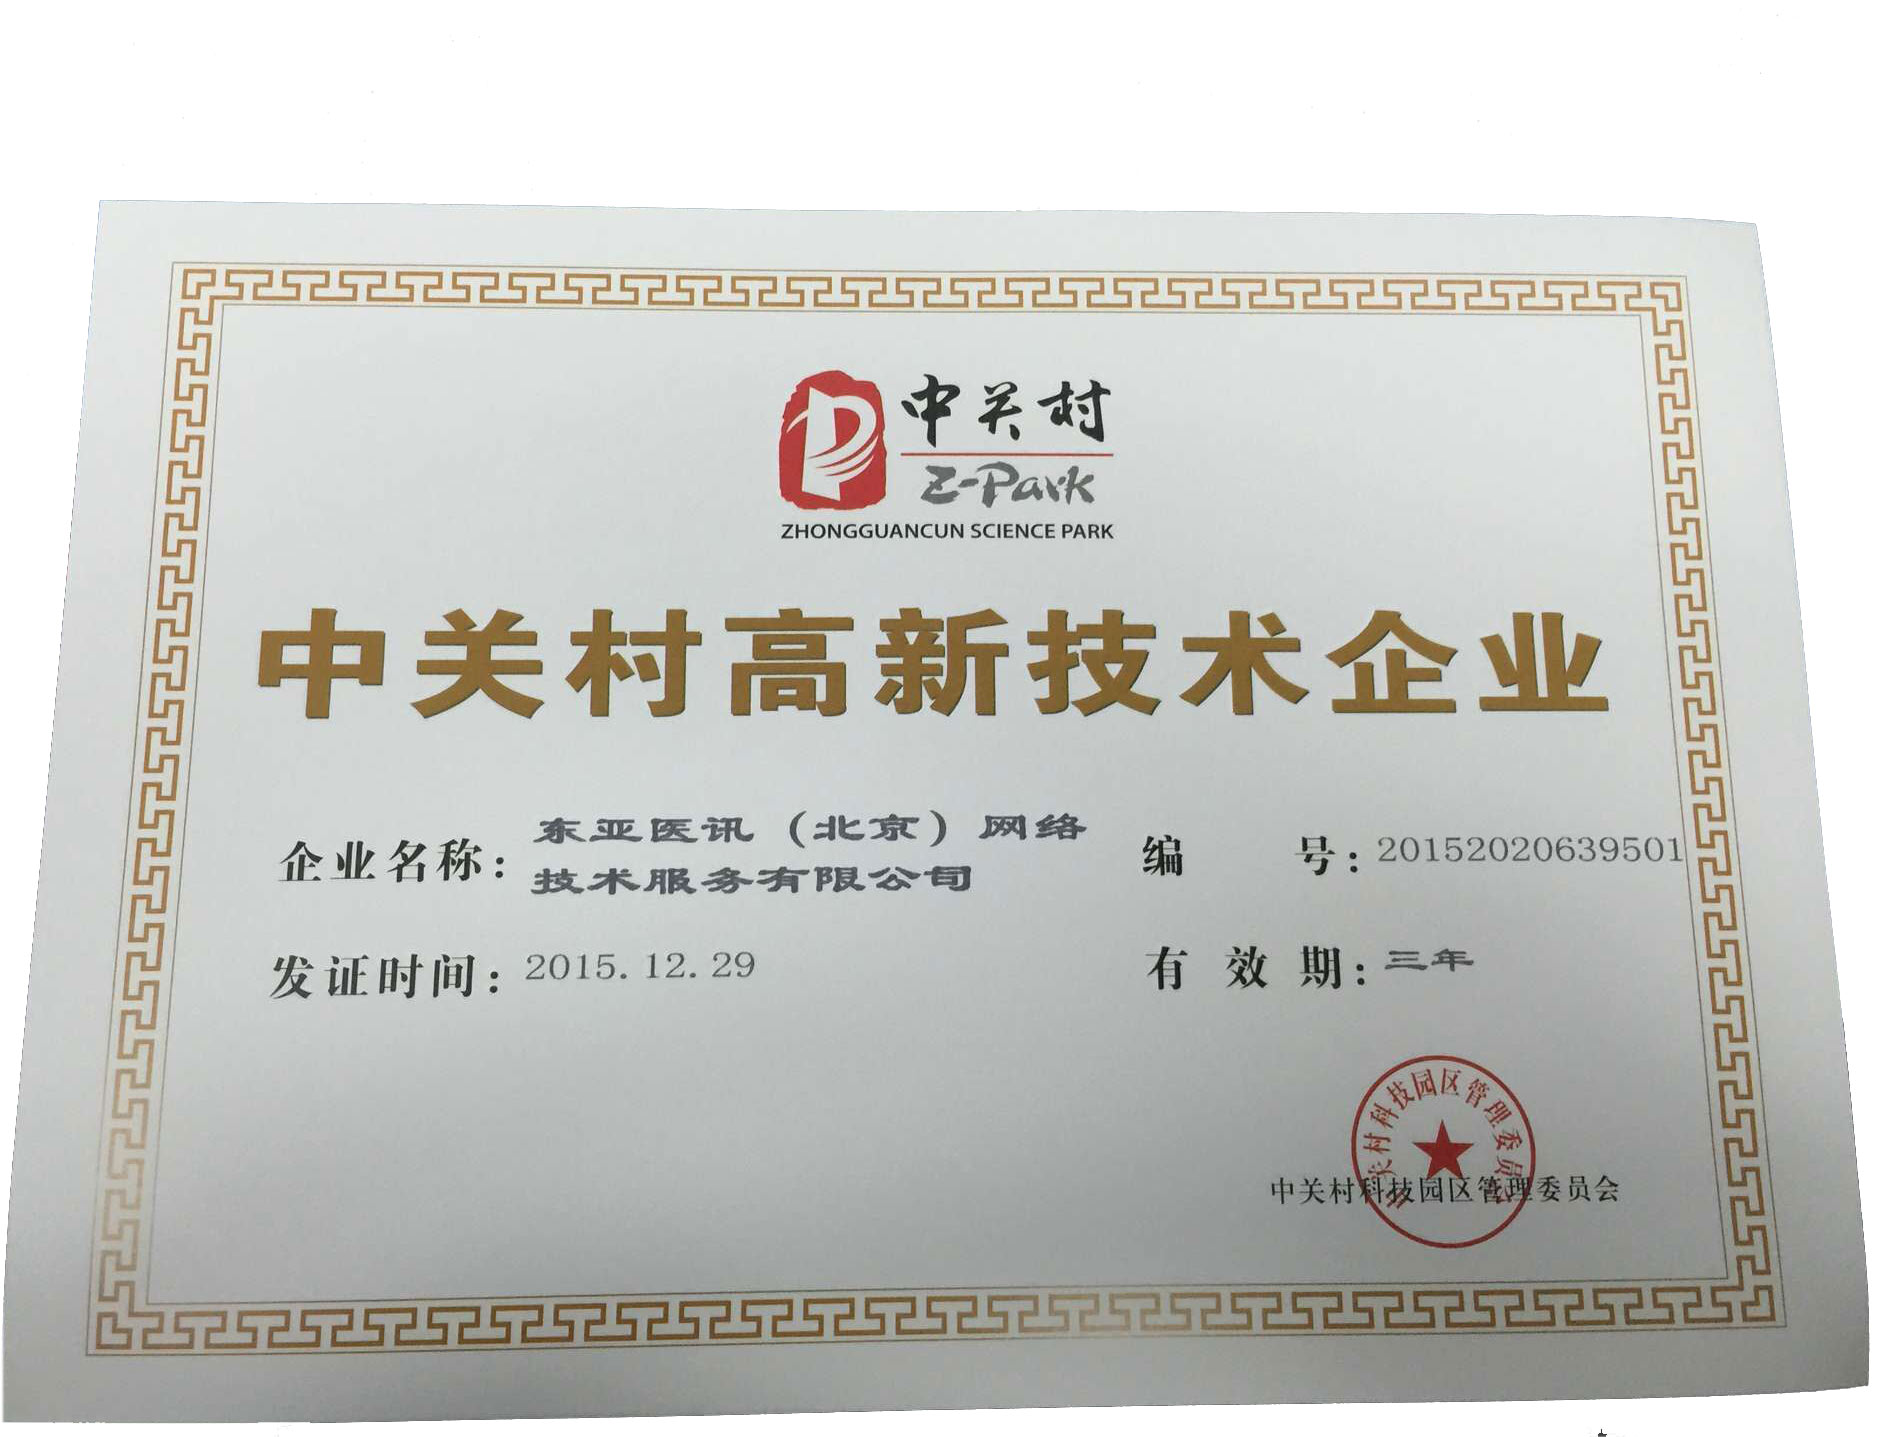 中关村
Z-Park
ZHONGGUANCUN SCIENCE PARK
中关村高新技术企业
企业名称：东亚医讯（北京）网络
技术服务有限公司
编 号：20152020639501
发证时间：2015.12.29
有效期：三年
中关村科技园区管理委员会
中关村科技园区管理委员会